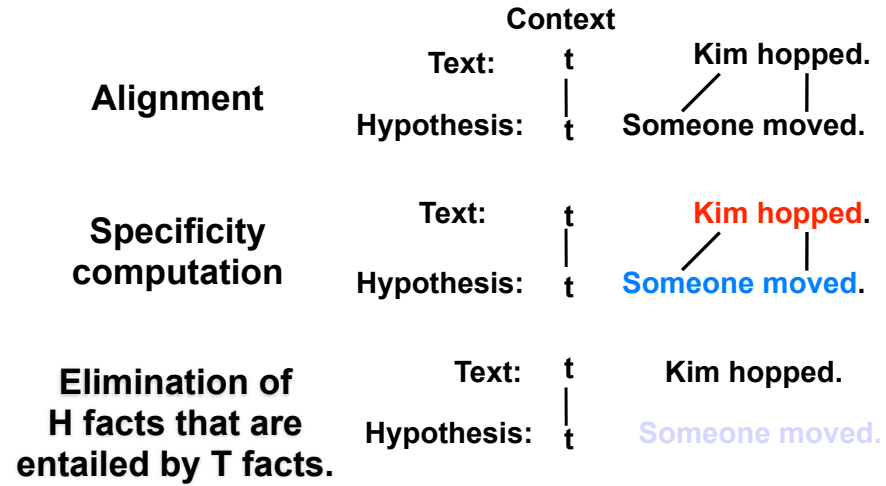 Context
Text: t Kim hopped.
Alignment
Hypothesis: t Someone moved.
Text: t Kim hopped.
Specificity
computation
Hypothesis: t Someone moved.
Text: t Kim hopped.
Elimination of
H facts that are
Hypothesis: t Someone moved.
entailed by T facts.